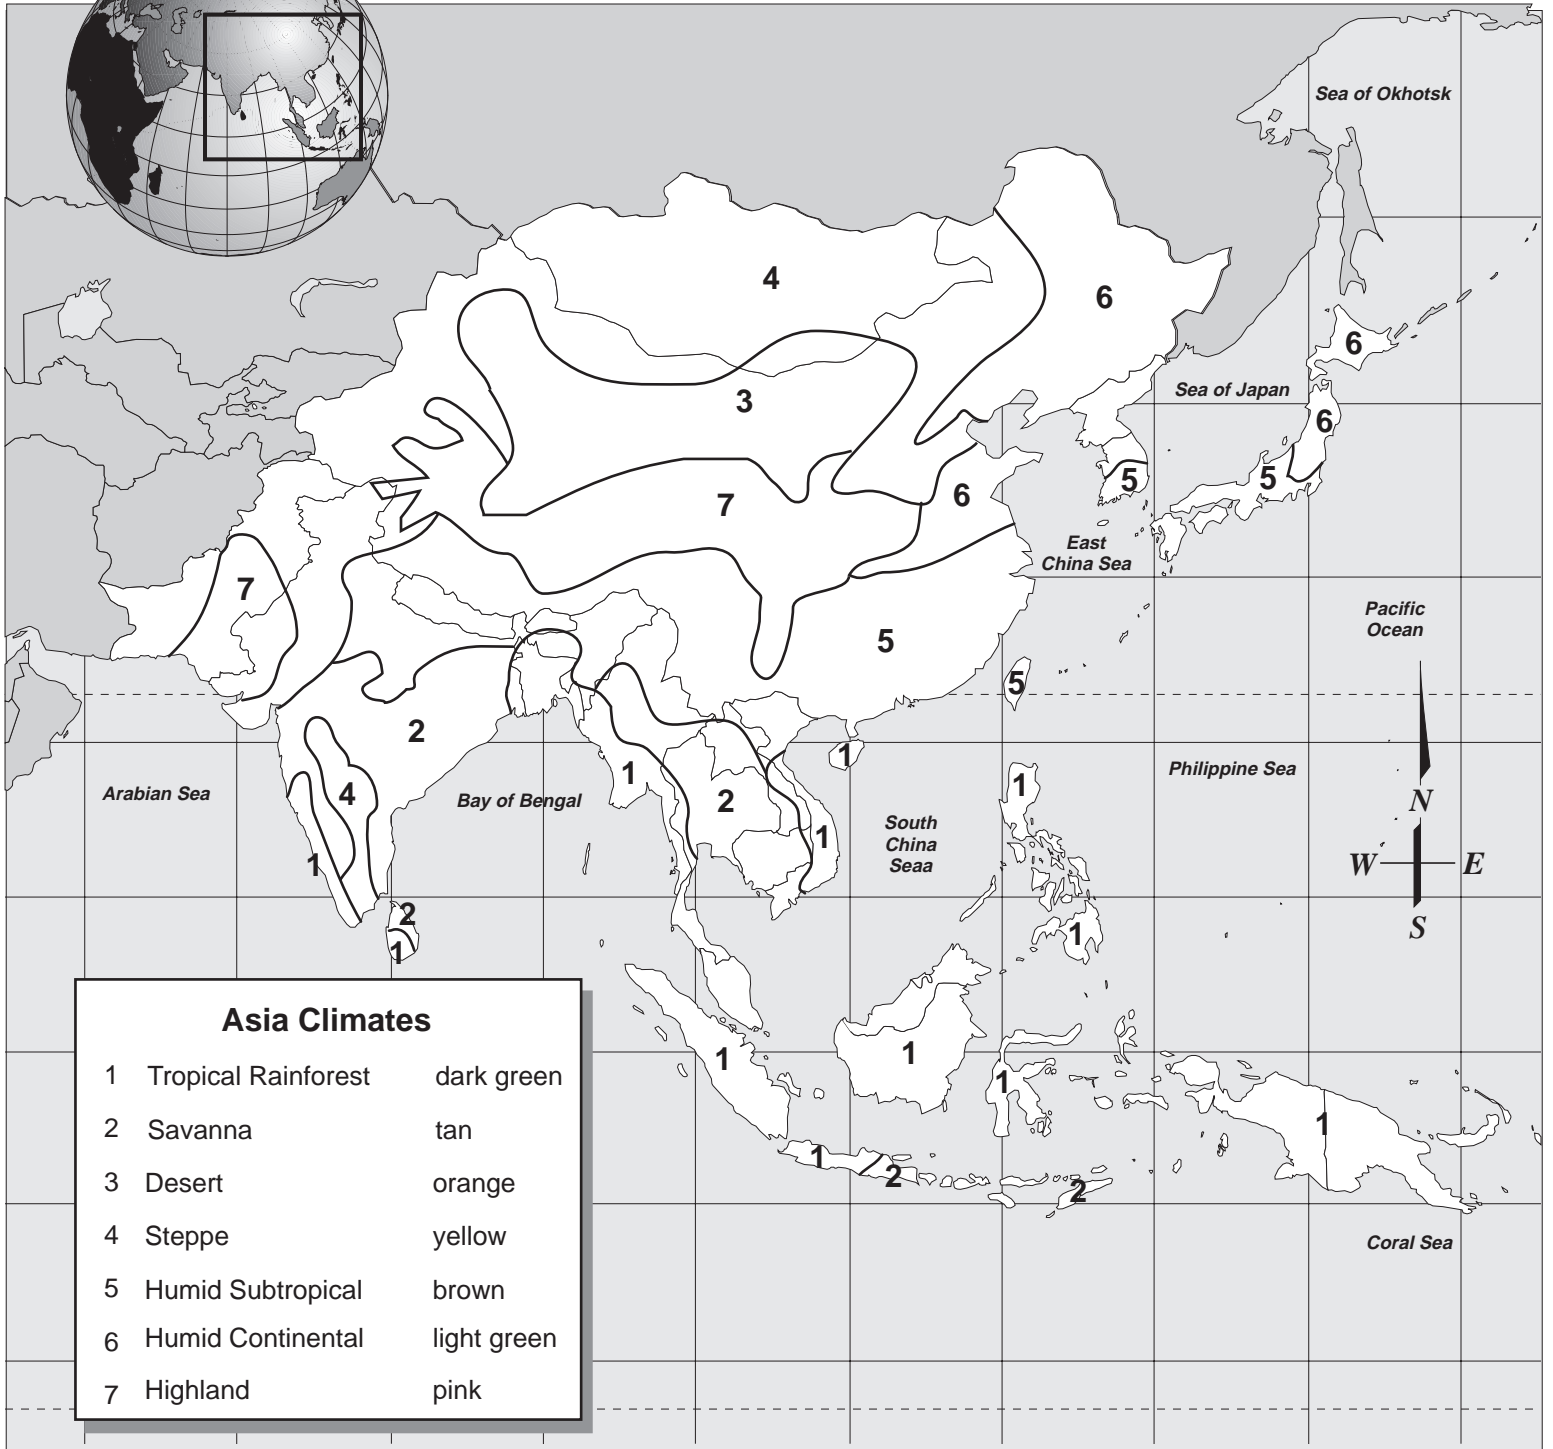 Sea of Okhotsk
4
6
6
Sea of Japan
3
6
5
5
7
6
East
China Sea
7
Pacific
Ocean
5
5
2
1
Philippine Sea
1
1
Arabian Sea
4
Bay of Bengal
2
South
China
Seaa
1
N
W
E
S
1
2
1
1
Asia Climates
1 Tropical Rainforest dark green
2 Savanna tan
3 Desert orange
4 Steppe yellow
5 Humid Subtropical brown
6 Humid Continental light green
7 Highland pink
1
1
1
1
1
2
2
Coral Sea